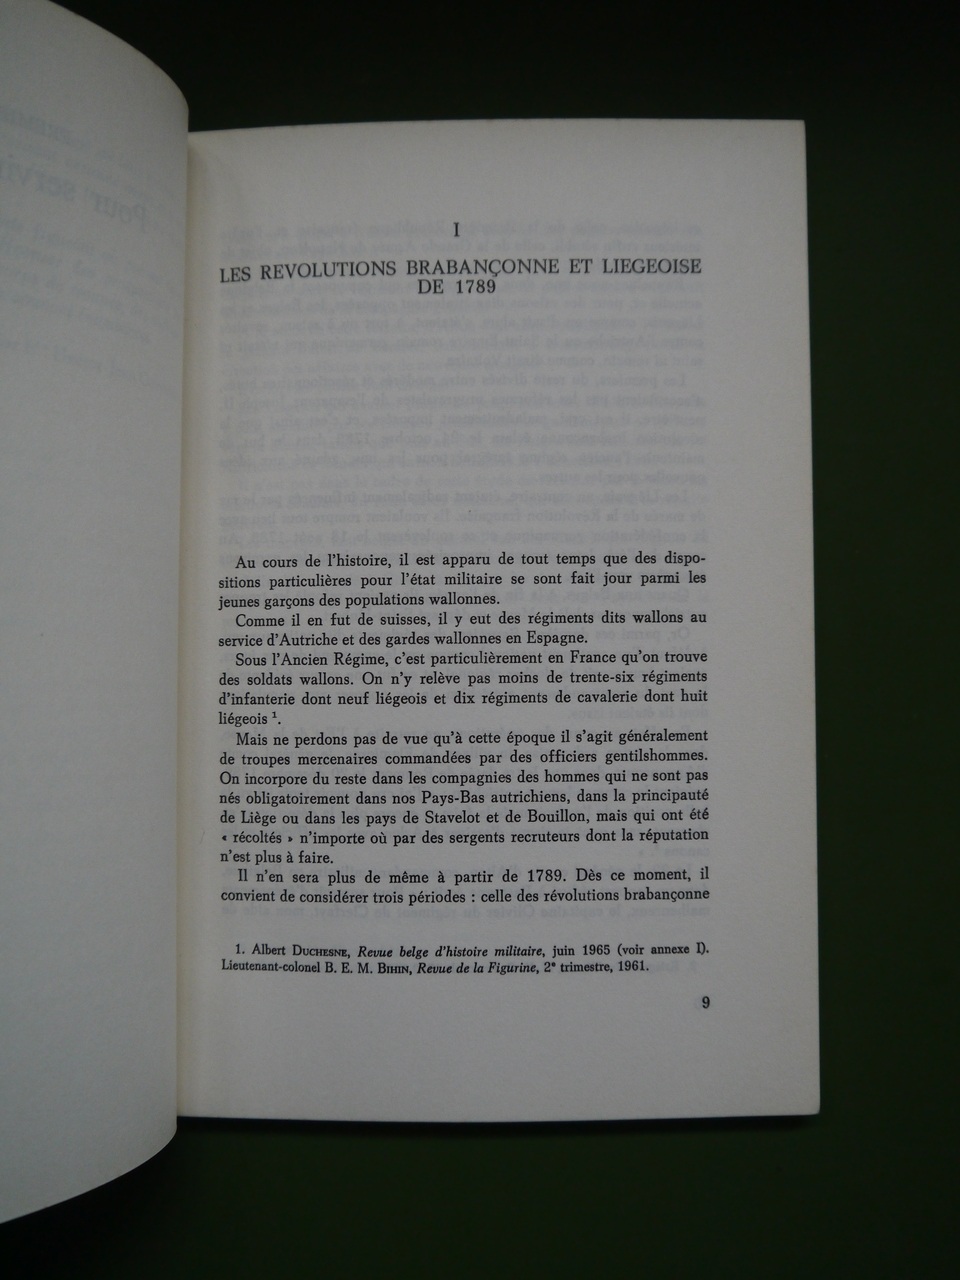 I
LES REVOLUTIONS BRABANÇONNE ET LIEGEOISE
DE 1789
Au cours de l'histoire, il est apparu de tout temps que des dispo-
sitions particulières pour l'état militaire se sont fait jour parmi les
jeunes garçons des populations wallonnes.
Comme il en fut de suisses, il y eut des régiments dits wallons au
service d'Autriche et des gardes wallonnes en Espagne.
Sous l'Ancien Régime, c'est particulièrement en France qu'on trouve
des soldats wallons. On n'y relève pas moins de trente-six régiments
d'infanterie dont neuf liégeois et dix régiments de cavalerie dont huit
liégeois ¹.
Mais ne perdons pas de vue qu'à cette époque il s'agit généralement
de troupes mercenaires commandées par des officiers gentilshommes.
On incorpore du reste dans les compagnies des hommes qui ne sont pas
nés obligatoirement dans nos Pays-Bas autrichiens, dans la principauté
de Liège ou dans les pays de Stavelot et de Bouillon, mais qui ont été
« récoltés » n'importe où par des sergents recruteurs dont la réputation
n'est plus à faire.
Il n'en sera plus de même à partir de 1789. Dès ce moment, il
convient de considérer trois périodes : celle des révolutions brabançonne
1. Albert DUCHESNE, Revue belge d'histoire militaire, juin 1965 (voir annexe I).
Lieutenant-colonel B. E. M. BIHIN, Revue de la Figurine, 2ᵉ trimestre, 1961.
9